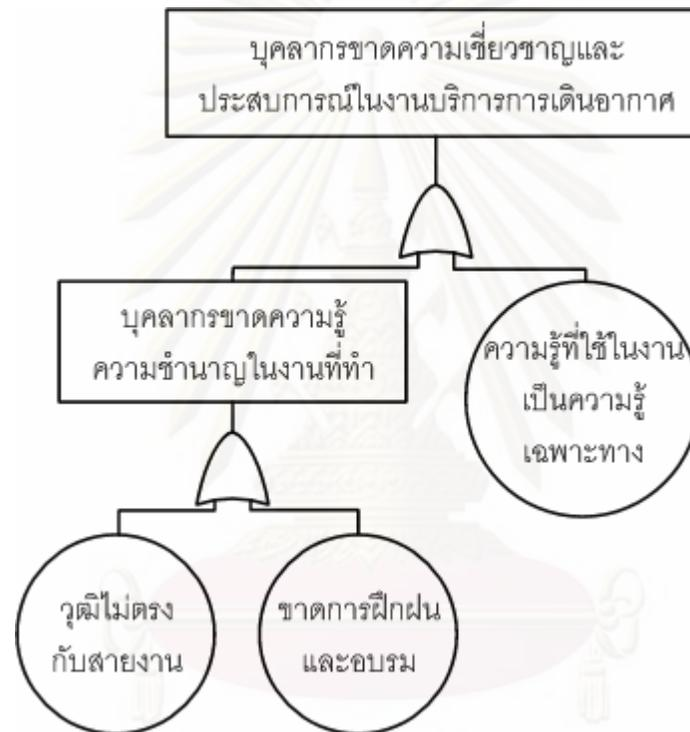 บุคลากรขาดความเชี่ยวชาญและ
ประสบการณ์ในงานบริการการเดินอากาศ
บุคลากรขาดความรู้
ความชำนาญในงานที่ทำ
ความรู้ที่ใช้ในงาน
เป็นความรู้
เฉพาะทาง
วุฒิไม่ตรง
กับสายงาน
ขาดการฝึกฝน
และอบรม